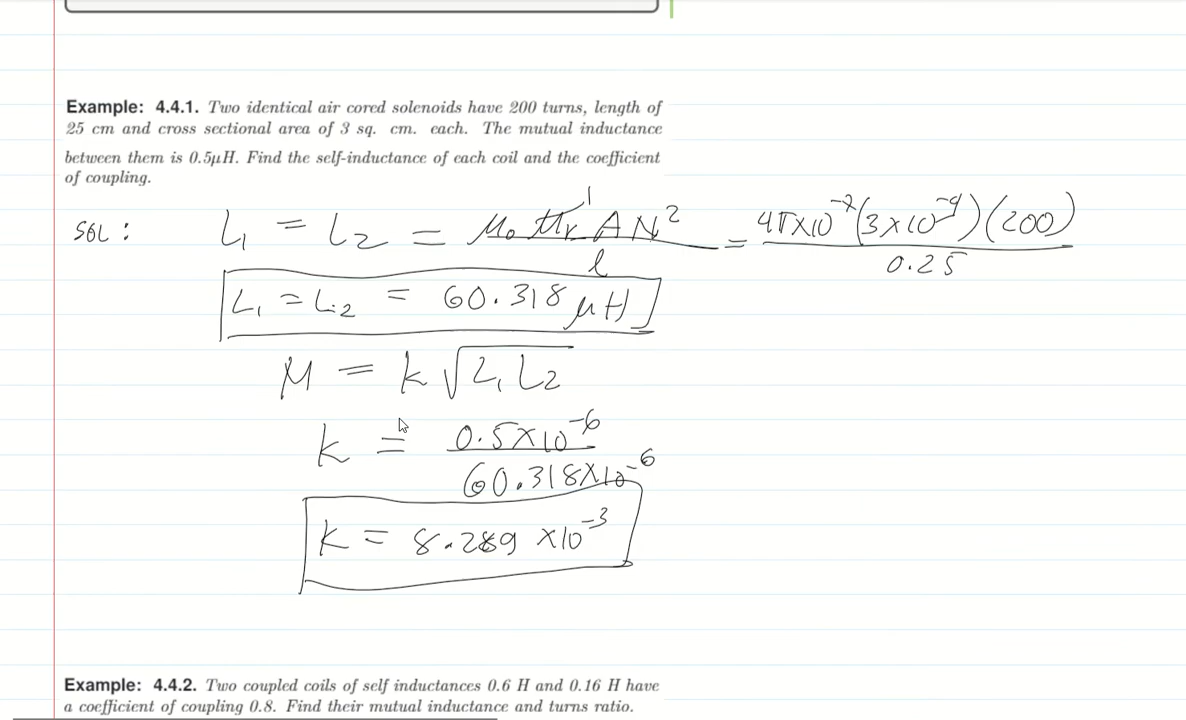 Example: 4.4.1. Two identical air cored solenoids have 200 turns, length of
25 cm and cross sectional area of 3 sq. cm. each. The mutual inductance
between them is 0.5μH. Find the self-inductance of each coil and the coefficient
of coupling.
SOL : L₁ = L₂ = μ₀ μr¹ A N² / l = 4π×10⁻⁷(3×10⁻⁴)(200) / 0.25
L₁ = L₂ = 60.318 μH
M = k √L₁ L₂
k = 0.5×10⁻⁶ / 60.318×10⁻⁶
k = 8.289 ×10⁻³
Example: 4.4.2. Two coupled coils of self inductances 0.6 H and 0.16 H have
a coefficient of coupling 0.8. Find their mutual inductance and turns ratio.